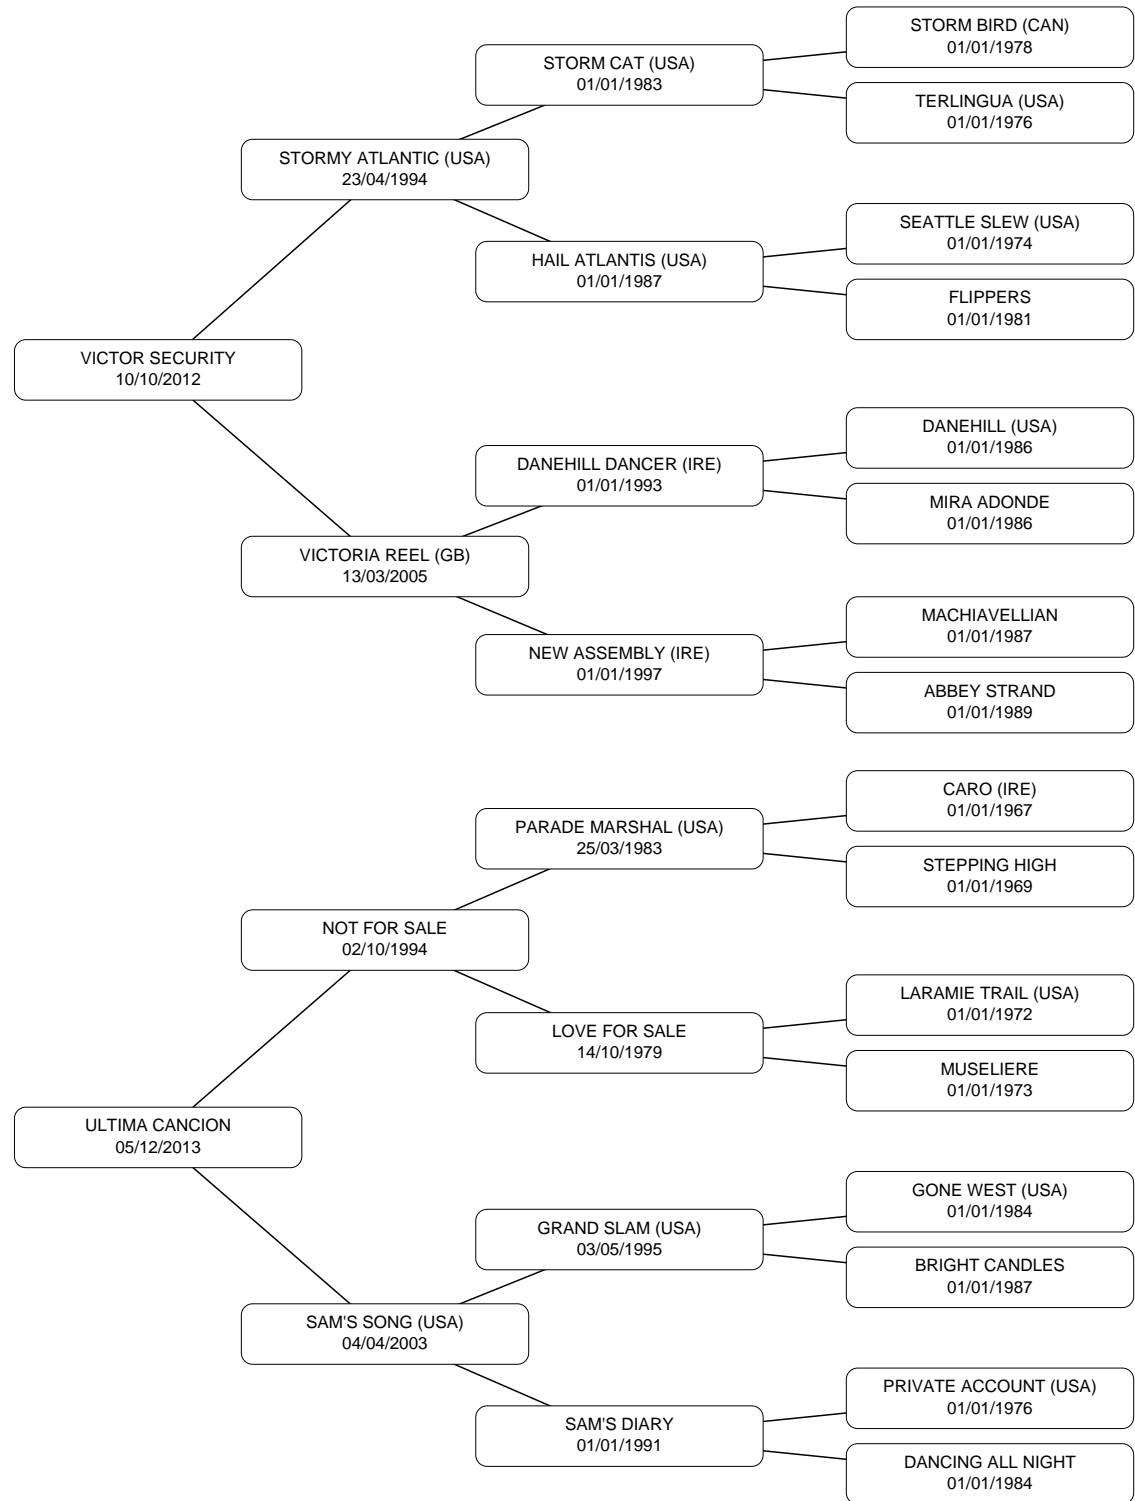 STORM BIRD (CAN)
01/01/1978
STORM CAT (USA)
01/01/1983
TERLINGUA (USA)
01/01/1976
STORMY ATLANTIC (USA)
23/04/1994
SEATTLE SLEW (USA)
01/01/1974
HAIL ATLANTIS (USA)
01/01/1987
FLIPPERS
01/01/1981
VICTOR SECURITY
10/10/2012
DANEHILL (USA)
01/01/1986
DANEHILL DANCER (IRE)
01/01/1993
MIRA ADONDE
01/01/1986
VICTORIA REEL (GB)
13/03/2005
MACHIAVELLIAN
01/01/1987
NEW ASSEMBLY (IRE)
01/01/1997
ABBEY STRAND
01/01/1989
CARO (IRE)
01/01/1967
PARADE MARSHAL (USA)
25/03/1983
STEPPING HIGH
01/01/1969
NOT FOR SALE
02/10/1994
LARAMIE TRAIL (USA)
01/01/1972
LOVE FOR SALE
14/10/1979
MUSELIERE
01/01/1973
ULTIMA CANCION
05/12/2013
GONE WEST (USA)
01/01/1984
GRAND SLAM (USA)
03/05/1995
BRIGHT CANDLES
01/01/1987
SAM'S SONG (USA)
04/04/2003
PRIVATE ACCOUNT (USA)
01/01/1976
SAM'S DIARY
01/01/1991
DANCING ALL NIGHT
01/01/1984